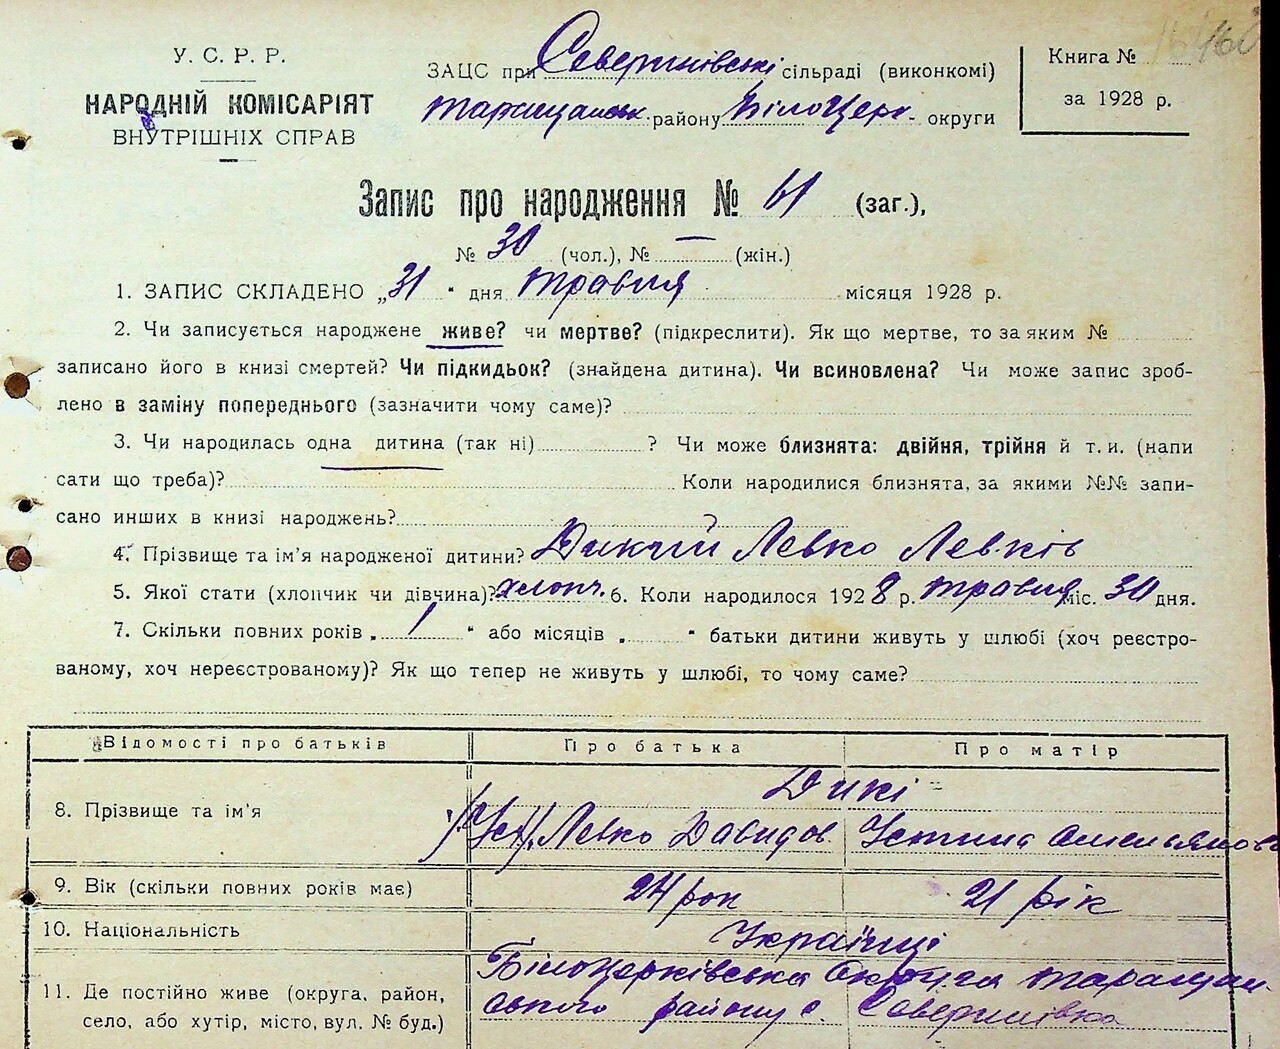 У. С. Р. Р.
НАРОДНІЙ КОМІСАРІЯТ
ВНУТРІШНІХ СПРАВ
ЗАЦС при Северинівські сільраді (виконкомі)
Таращанськ. району Білоцерк- округи
Книга №
за 1928 р.
Запис про народження № 61 (заг.),
№ 30 (чол.), № — (жін.)
1. ЗАПИС СКЛАДЕНО „31" дня травня місяця 1928 р.
2. Чи записується народжене живе? чи мертве? (підкреслити). Як що мертве, то за яким №
записано його в книзі смертей? Чи підкидьок? (знайдена дитина). Чи всиновлена? Чи може запис зроб-
лено в заміну попереднього (зазначити чому саме)?
3. Чи народилась одна дитина (так ні) ? Чи може близнята: двійня, трійня й т. и. (напи
сати що треба)? Коли народилися близнята, за якими №№ запи-
сано инших в книзі народжень?
4. Прізвище та ім'я народженої дитини? Дикий Левко Левків
5. Якої стати (хлопчик чи дівчина)? хлопч. 6. Коли народилося 1928 р. травня міс. 30 дня.
7. Скільки повних років „ 1 " або місяців „ " батьки дитини живуть у шлюбі (хоч реєстро-
ваному, хоч нереєстрованому)? Як що тепер не живуть у шлюбі, то чому саме?
Відомості про батьків Про батька Про матір
Дикі
8. Прізвище та ім'я Левко Давидов. Устина Омелянова
9. Вік (скільки повних років має) 24 рок 21 рік
10. Національність Українці
11. Де постійно живе (округа, район,
село, або хутір, місто, вул. № буд.)
Білоцерківська Округа Таращан
ського району с. Северинівка